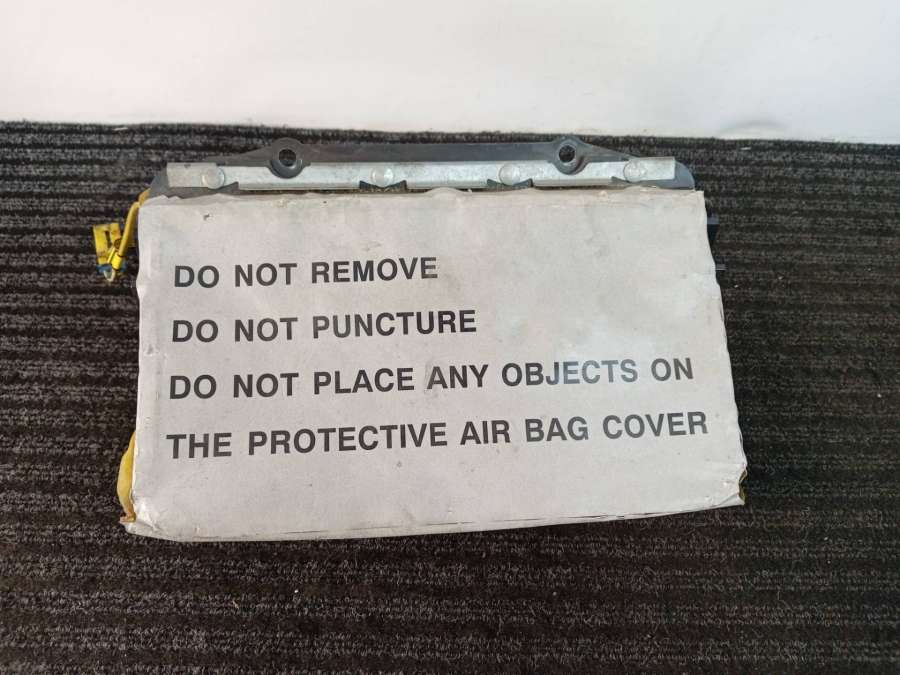 DO NOT REMOVE
DO NOT PUNCTURE
DO NOT PLACE ANY OBJECTS ON
THE PROTECTIVE AIR BAG COVER